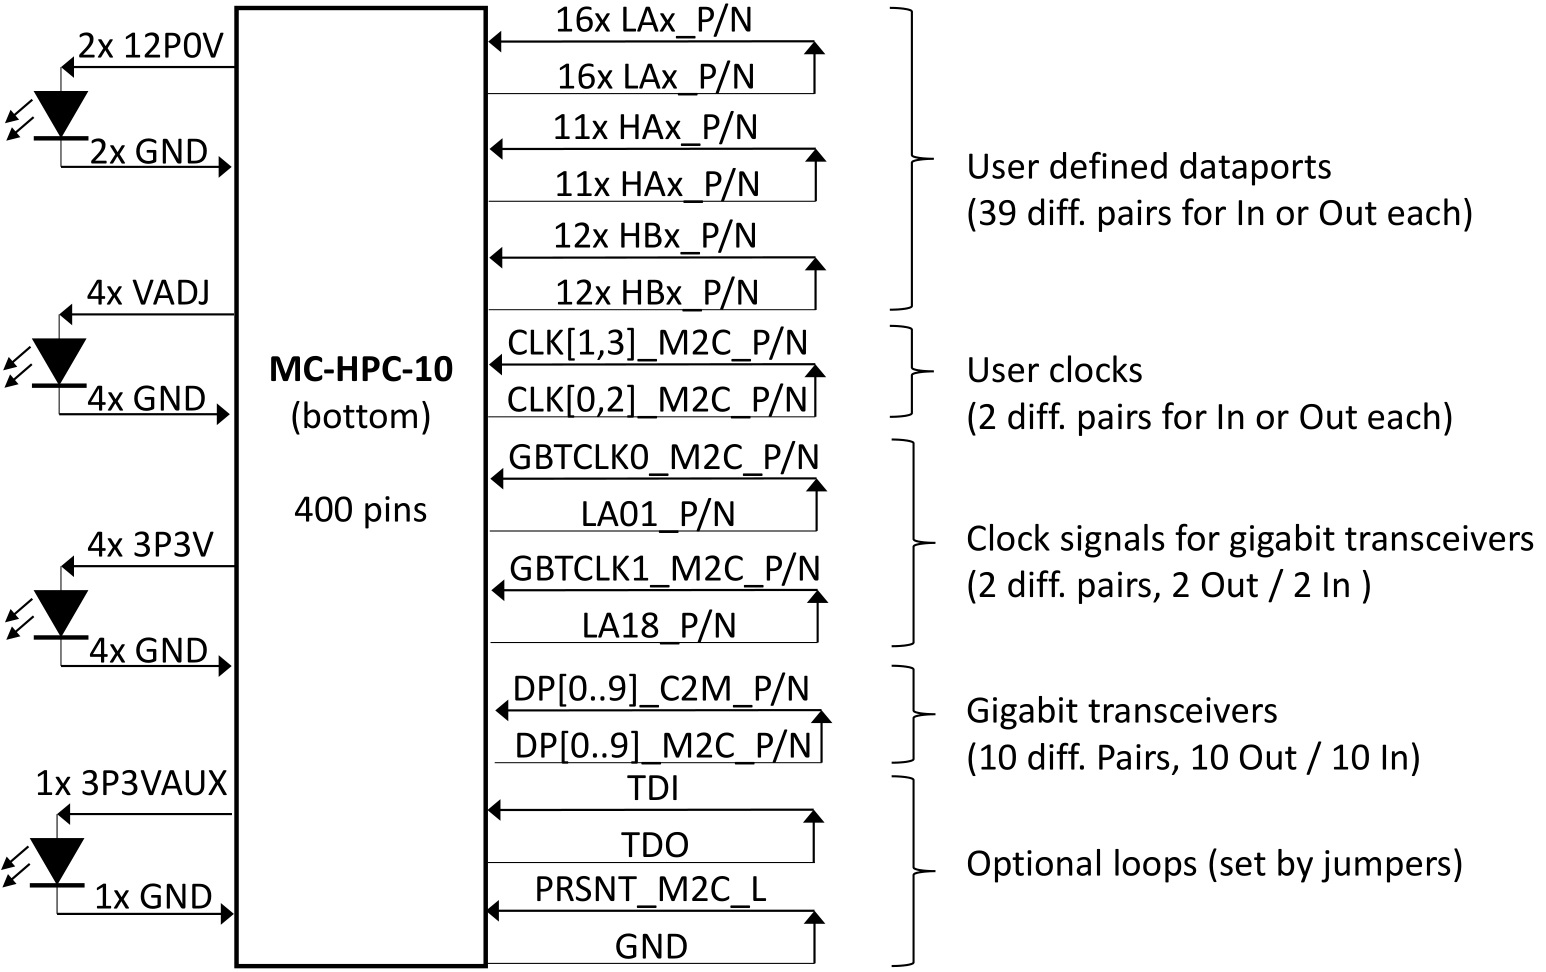 2x 12P0V
2x GND
4x VADJ
4x GND
4x 3P3V
4x GND
1x 3P3VAUX
1x GND
MC-HPC-10
(bottom)
400 pins
16x LAx_P/N
16x LAx_P/N
11x HAx_P/N
11x HAx_P/N
12x HBx_P/N
12x HBx_P/N
CLK[1,3]_M2C_P/N
CLK[0,2]_M2C_P/N
GBTCLK0_M2C_P/N
LA01_P/N
GBTCLK1_M2C_P/N
LA18_P/N
DP[0..9]_C2M_P/N
DP[0..9]_M2C_P/N
TDI
TDO
PRSNT_M2C_L
GND
User defined dataports
(39 diff. pairs for In or Out each)
User clocks
(2 diff. pairs for In or Out each)
Clock signals for gigabit transceivers
(2 diff. pairs, 2 Out / 2 In )
Gigabit transceivers
(10 diff. Pairs, 10 Out / 10 In)
Optional loops (set by jumpers)